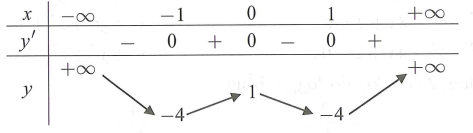 x −∞ −1 0 1 +∞
y′ − 0 + 0 − 0 +
+∞ +∞
y 1
−4 −4